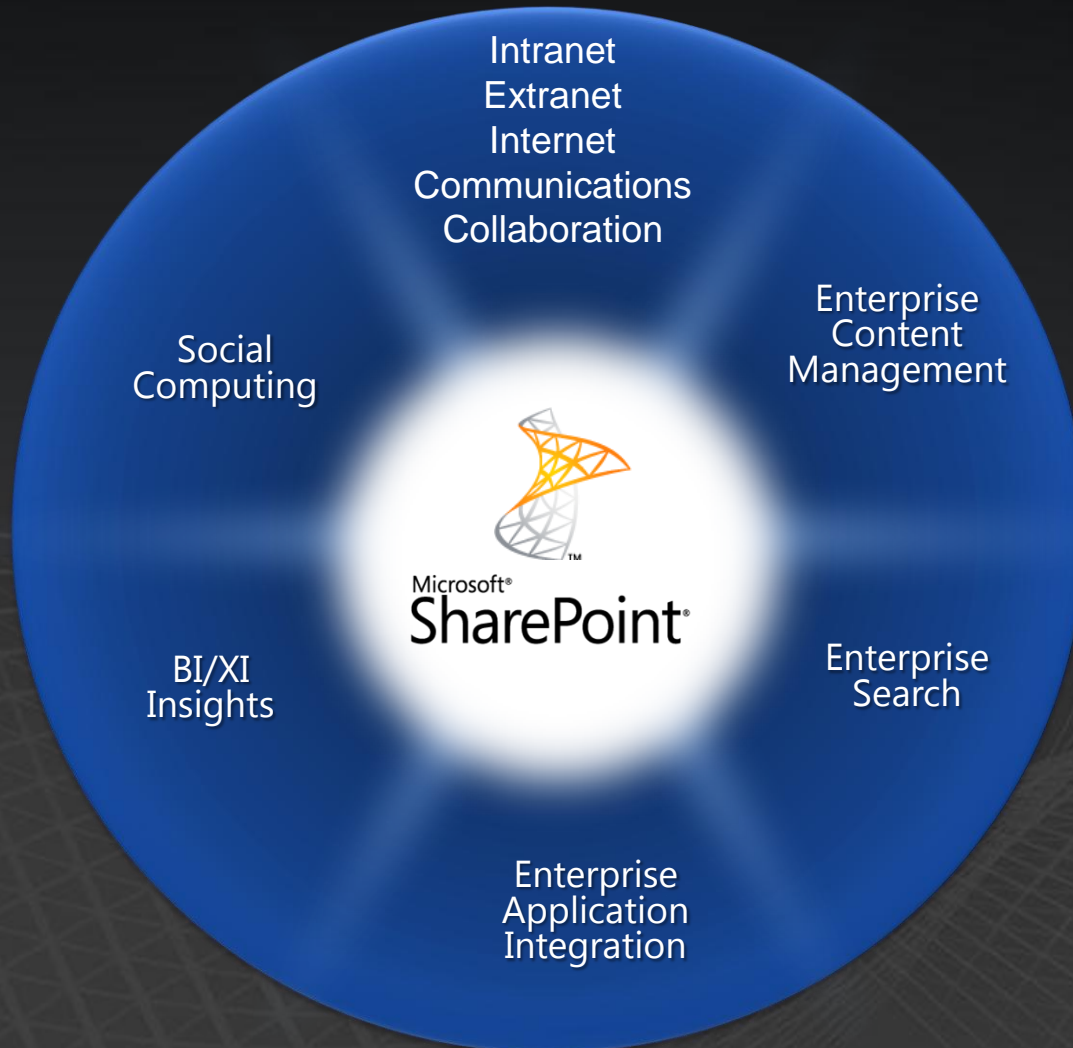 Intranet
Extranet
Internet
Communications
Collaboration
Enterprise
Content
Management
Social
Computing
™
Microsoft®
SharePoint®
BI/XI
Insights
Enterprise
Search
Enterprise
Application
Integration